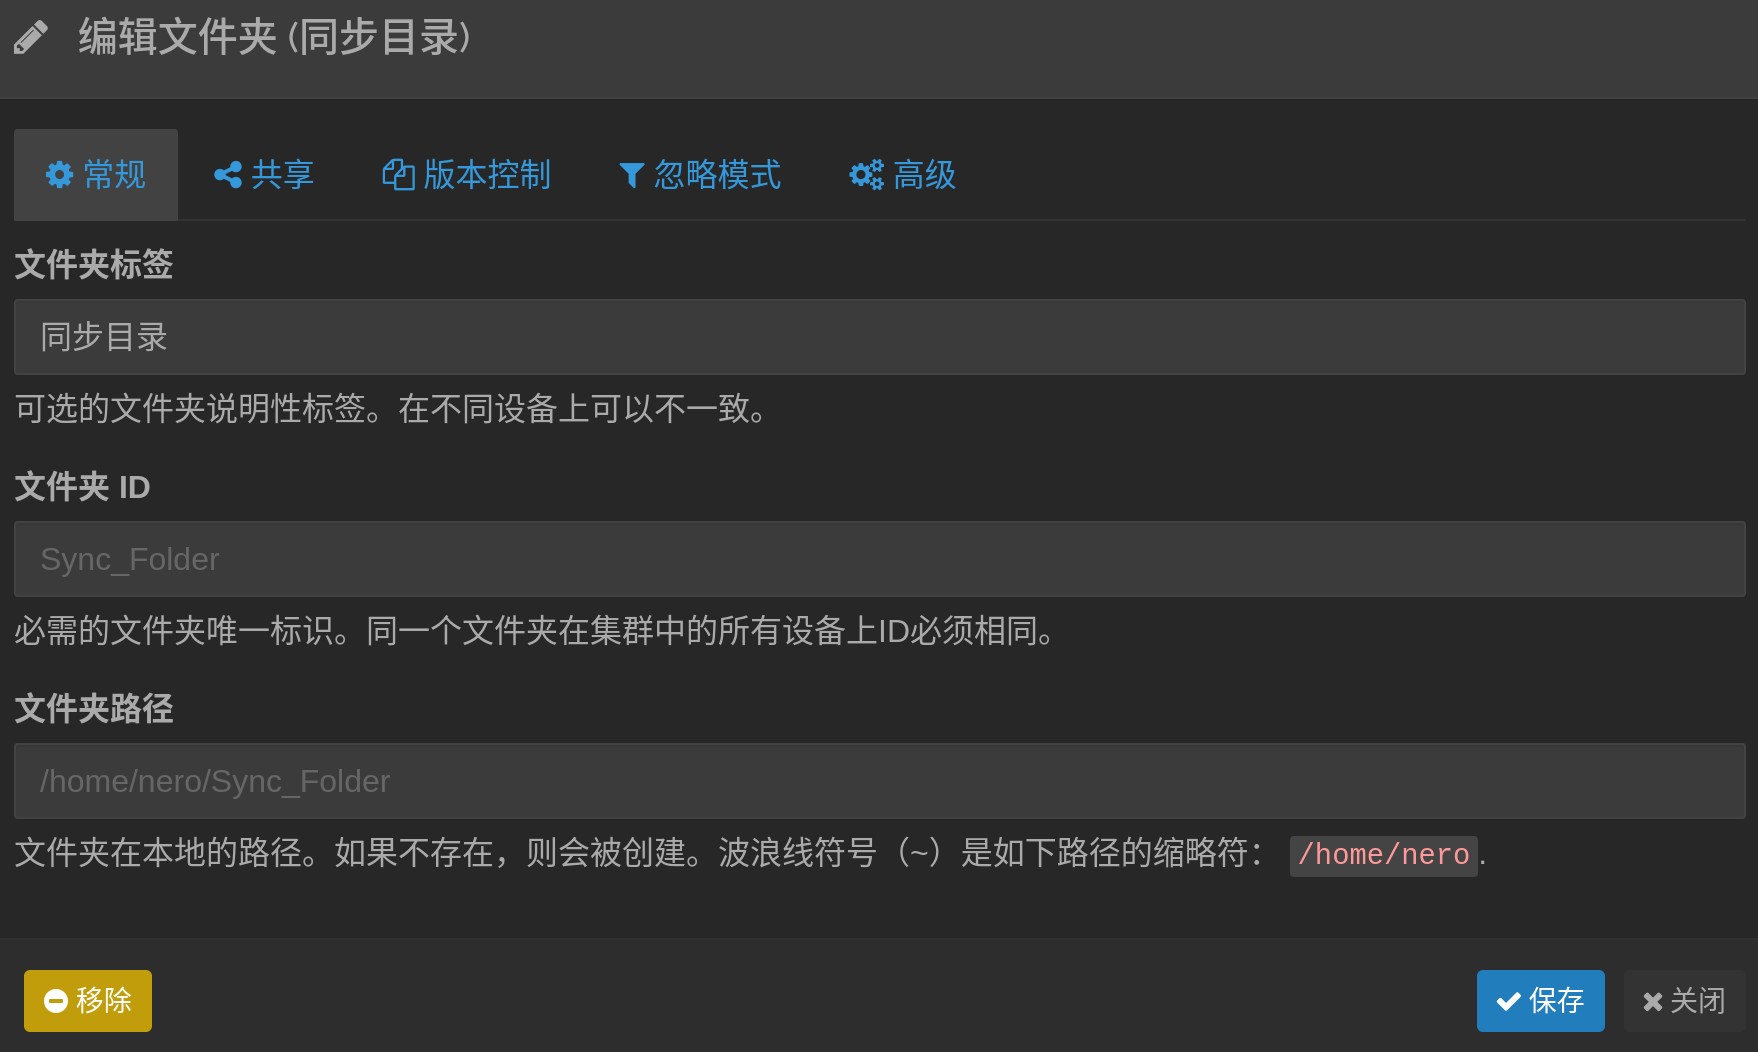 编辑文件夹 (同步目录)
常规 共享 版本控制 忽略模式 高级
文件夹标签
同步目录
可选的文件夹说明性标签。在不同设备上可以不一致。
文件夹 ID
Sync_Folder
必需的文件夹唯一标识。同一个文件夹在集群中的所有设备上ID必须相同。
文件夹路径
/home/nero/Sync_Folder
文件夹在本地的路径。如果不存在，则会被创建。波浪线符号（~）是如下路径的缩略符： /home/nero.
移除 保存 关闭